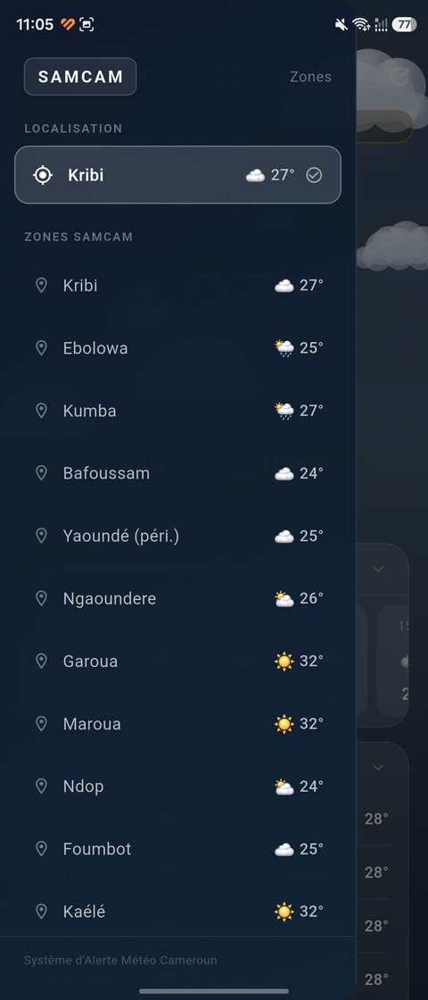 11:05
77
SAMCAM
Zones
LOCALISATION
Kribi 27°
ZONES SAMCAM
Kribi 27°
Ebolowa 25°
Kumba 27°
Bafoussam 24°
Yaoundé (péri.) 25°
Ngaoundere 26°
Garoua 32°
Maroua 32°
Ndop 24°
Foumbot 25°
Kaélé 32°
28°
28°
28°
28°
Système d'Alerte Météo Cameroun